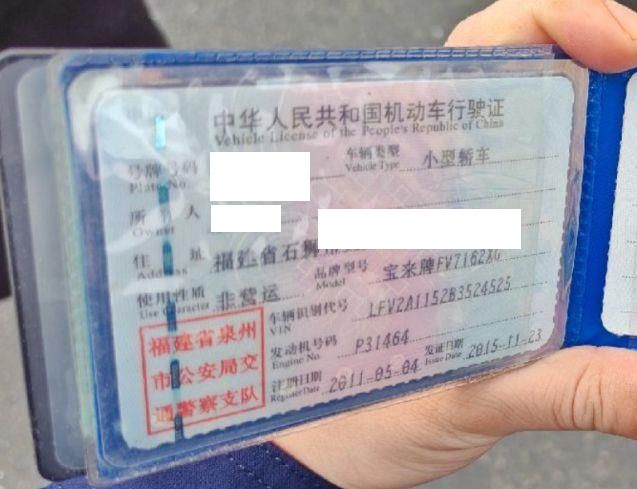 中华人民共和国机动车行驶证
Vehicle License of the People's Republic of China
号牌号码
Plate No.
车辆类型 小型轿车
Vehicle Type
所 人
Owner
住 址 福建省石狮
Address
使用性质 非营运
Use Character
品牌型号 宝来牌FV7162XG
Model
车辆识别代号 LFV2A1152B3524525
VIN
发动机号码 P31464
Engine No.
注册日期 2011-05-04
Register Date
发证日期 2015-11-23
Issue Date
福建省泉州
市公安局交
通警察支队